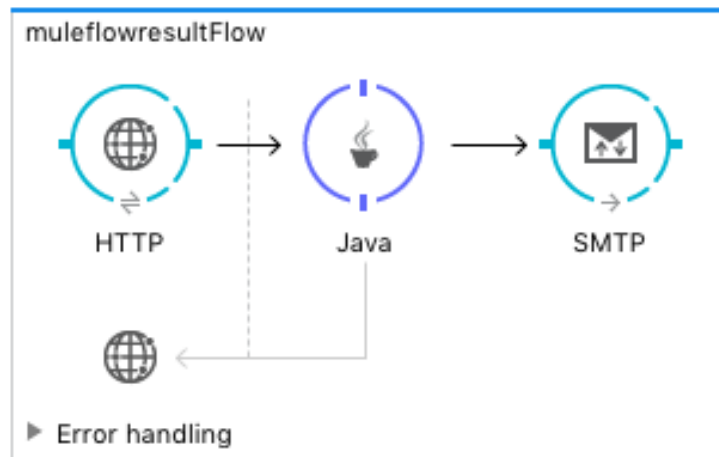 muleflowresultFlow
HTTP
Java
SMTP
Error handling